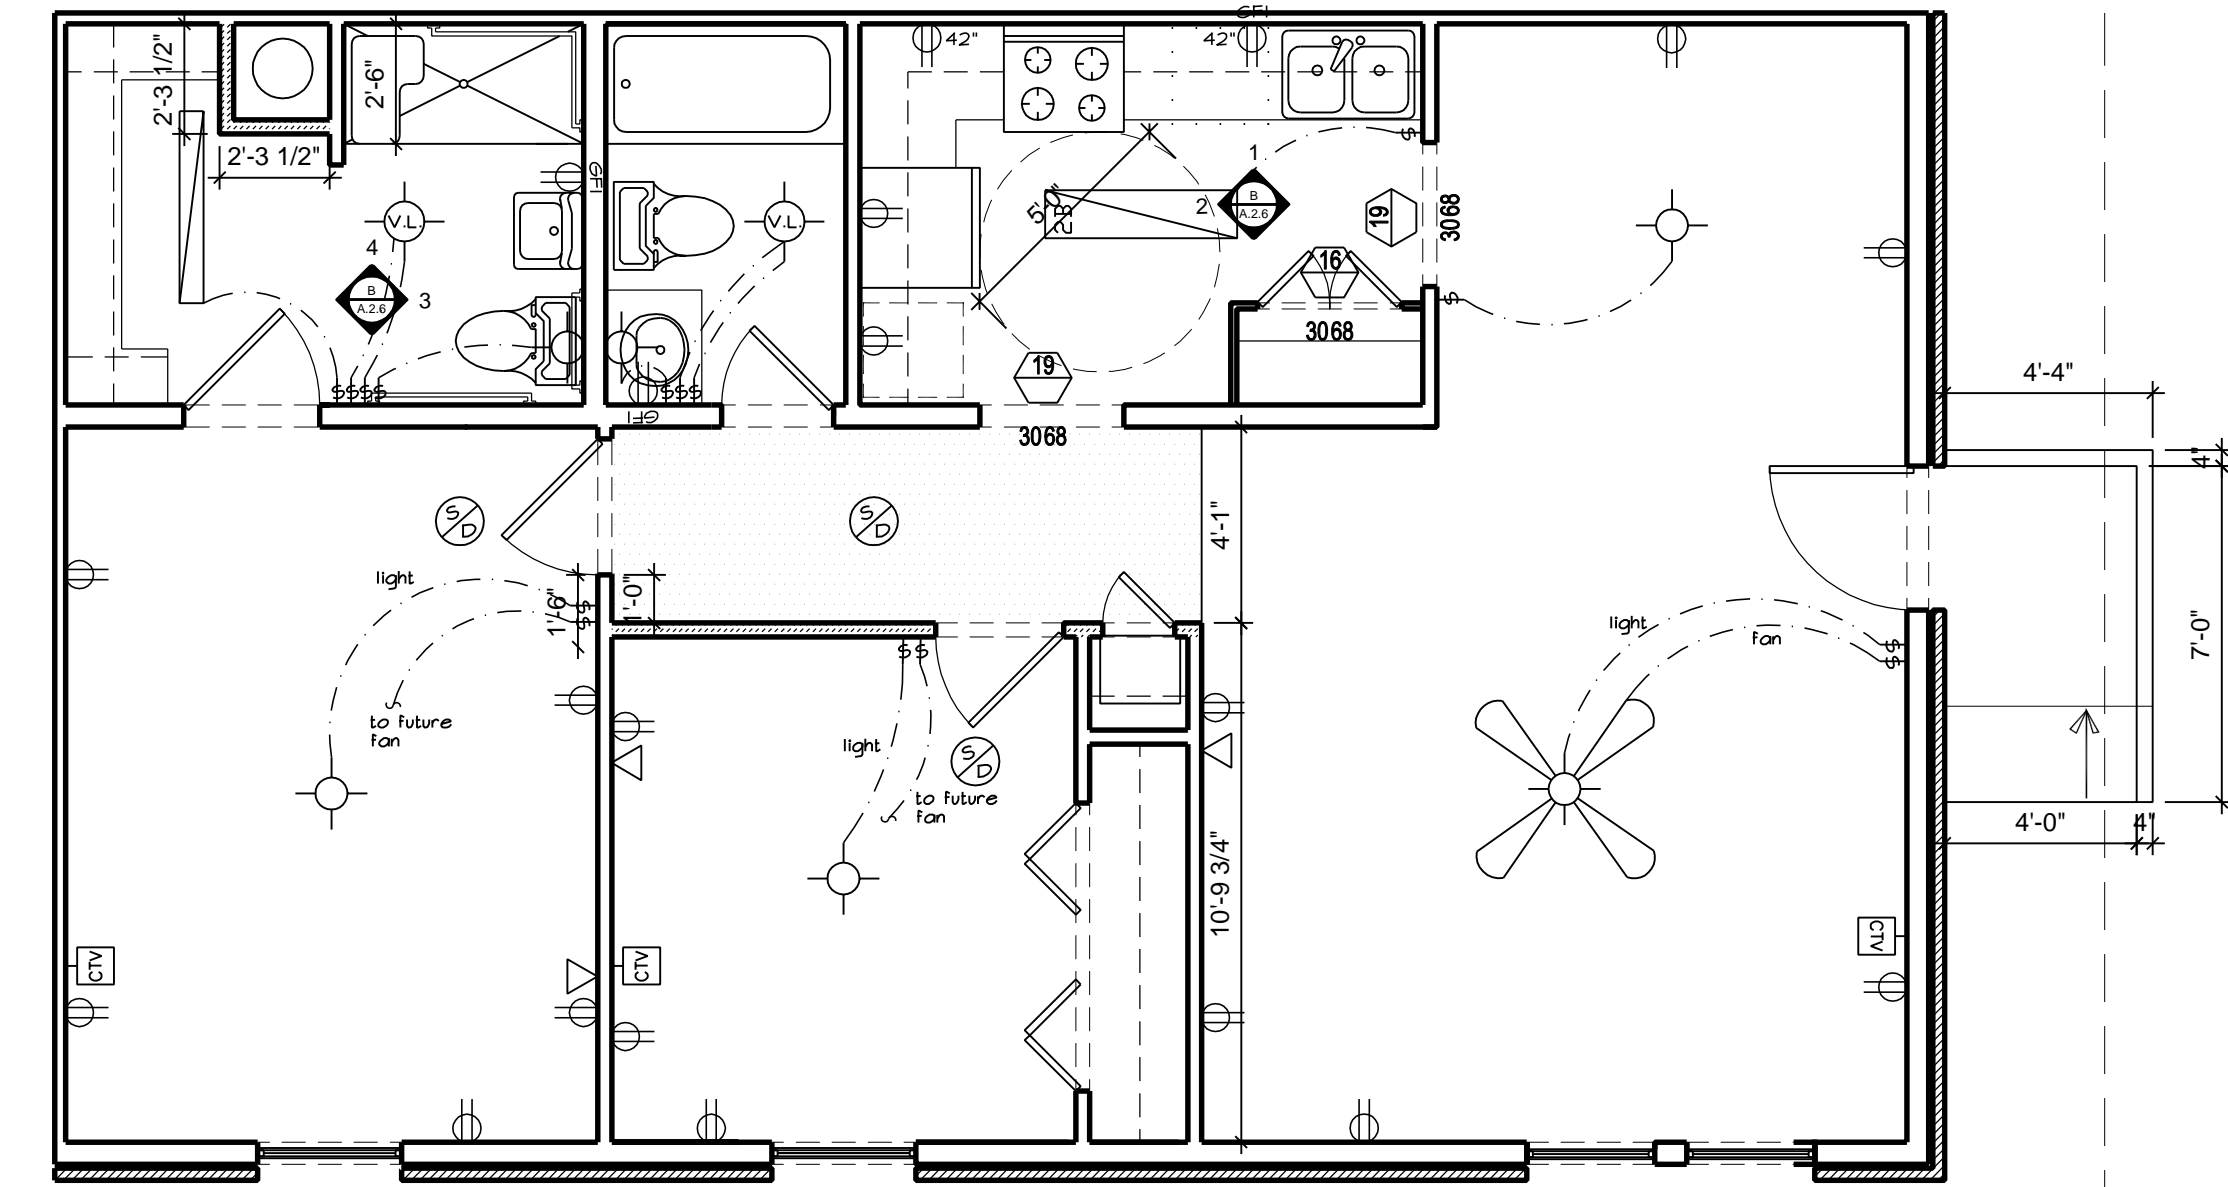 GFI
42"
42"
2'-3 1/2"
2'-6"
2'-3 1/2"
GFI
V.L.
V.L.
4
B
A.2.6
3
5'-0"
2B
1
2
B
A.2.6
19
3068
16
3068
19
3068
$
$
$$$$
$$$
GFI
4'-4"
4"
7'-0"
4'-0"
4"
S
D
S
D
4'-1"
light
1'-6"
1'-0"
$
$
to future
fan
$$
light
S
D
to future
fan
light
fan
$
$
10'-9 3/4"
CTV
CTV
CTV